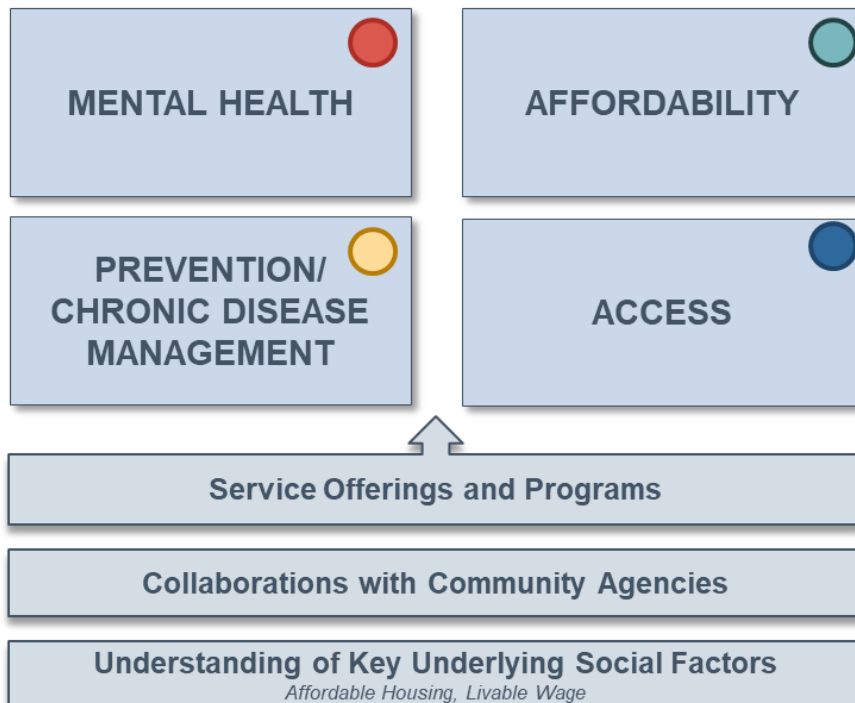 MENTAL HEALTH
AFFORDABILITY
PREVENTION/
CHRONIC DISEASE
MANAGEMENT
ACCESS
Service Offerings and Programs
Collaborations with Community Agencies
Understanding of Key Underlying Social Factors
Affordable Housing, Livable Wage